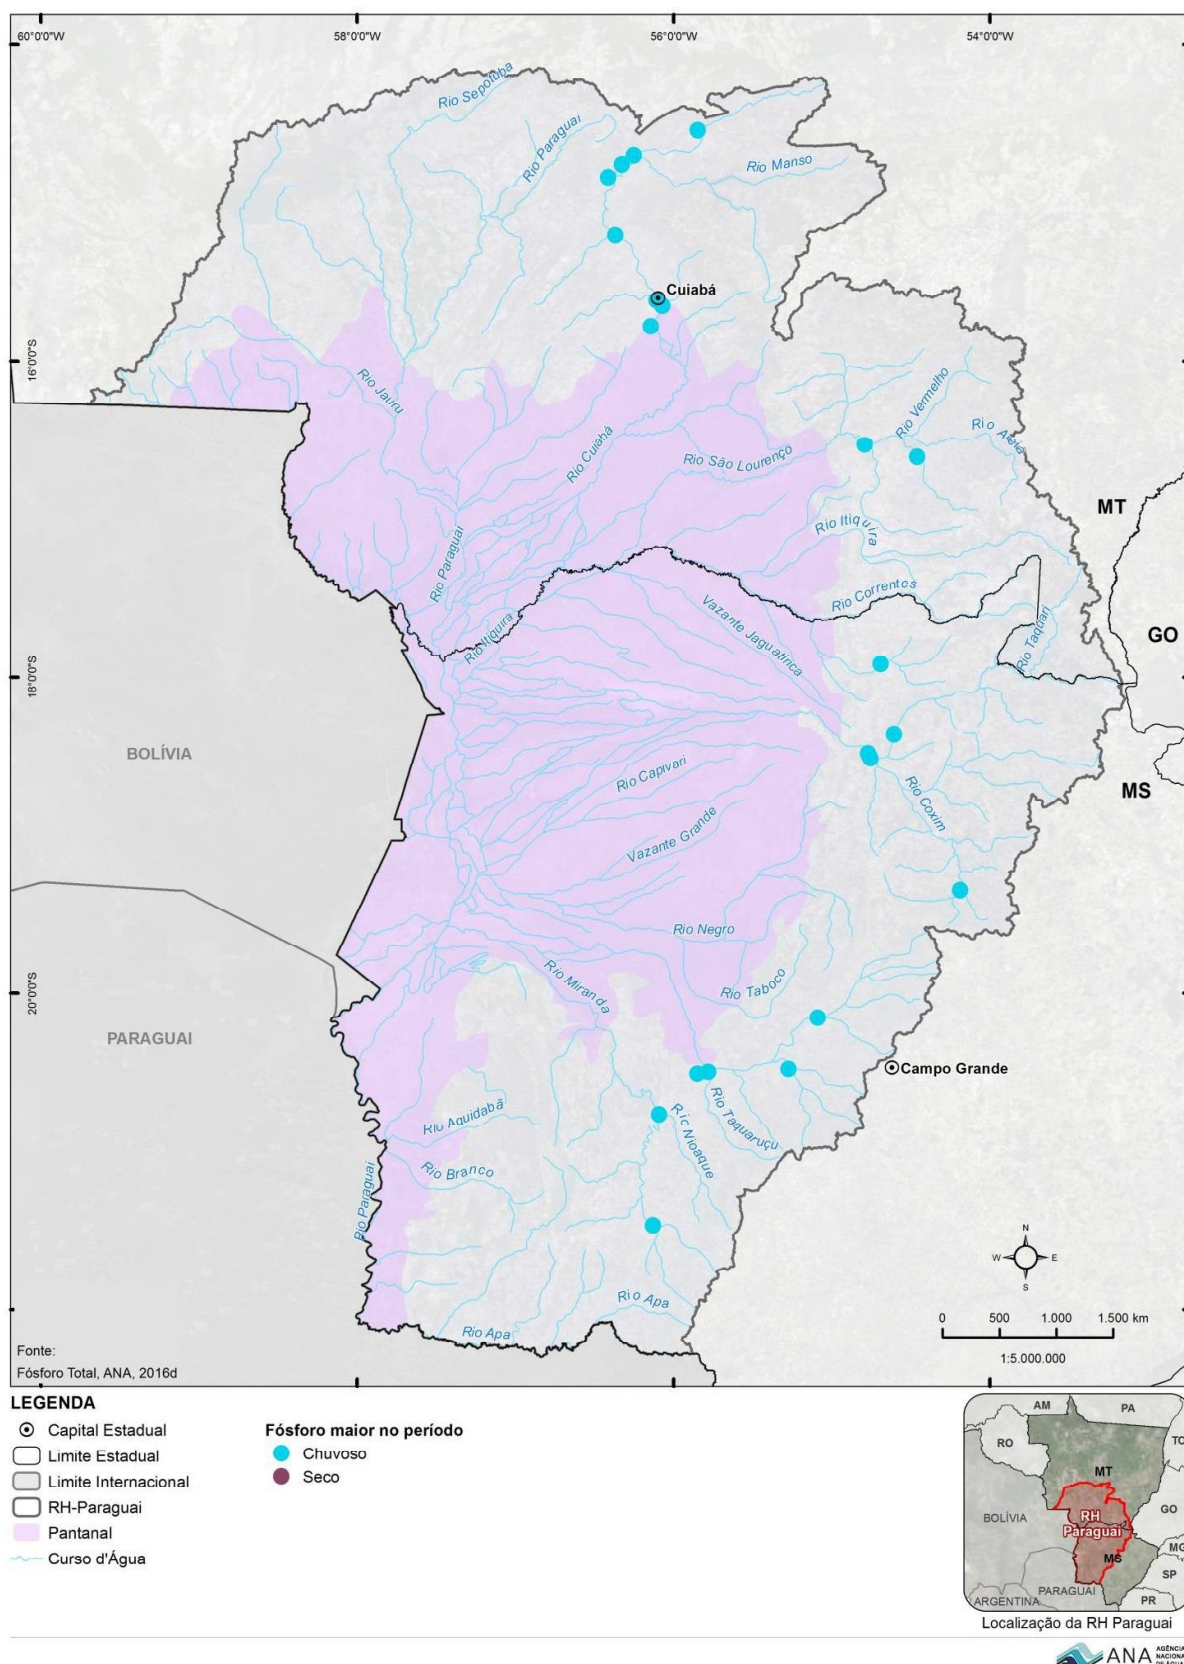 60°0'0"W
58°0'0"W
56°0'0"W
54°0'0"W
Rio Sepotuba
Rio Paraguai
Rio Manso
Cuiabá
16°0'0"S
Rio Jauru
Rio Vermelho
Rio Cuiabá
Rio São Lourenço
MT
Rio Itiquira
Rio Paraguai
Rio Correntes
Vazante Jaguatirica
Rio Itiquira
Rio Taquari
GO
18°0'0"S
BOLÍVIA
Rio Capivari
MS
Rio Coxim
Vazante Grande
Rio Negro
Rio Miranda
Rio Taboco
20°0'0"S
PARAGUAI
Campo Grande
Rio Aquidabã
Rio Nioaque
Rio Taquaruçu
Rio Branco
Rio Paraguai
N
W
E
S
Rio Apa
Rio Apa
0 500 1.000 1.500 km
1:5.000.000
Fonte:
Fósforo Total, ANA, 2016d
LEGENDA
Capital Estadual
Limite Estadual
Limite Internacional
RH-Paraguai
Pantanal
Curso d'Água
Fósforo maior no período
Chuvoso
Seco
AM
PA
RO
TO
MT
GO
BOLÍVIA
RH
Paraguai
MG
MS
SP
PARAGUAI
ARGENTINA
PR
Localização da RH Paraguai
ANA
AGÊNCIA
NACIONAL
DE ÁGUAS